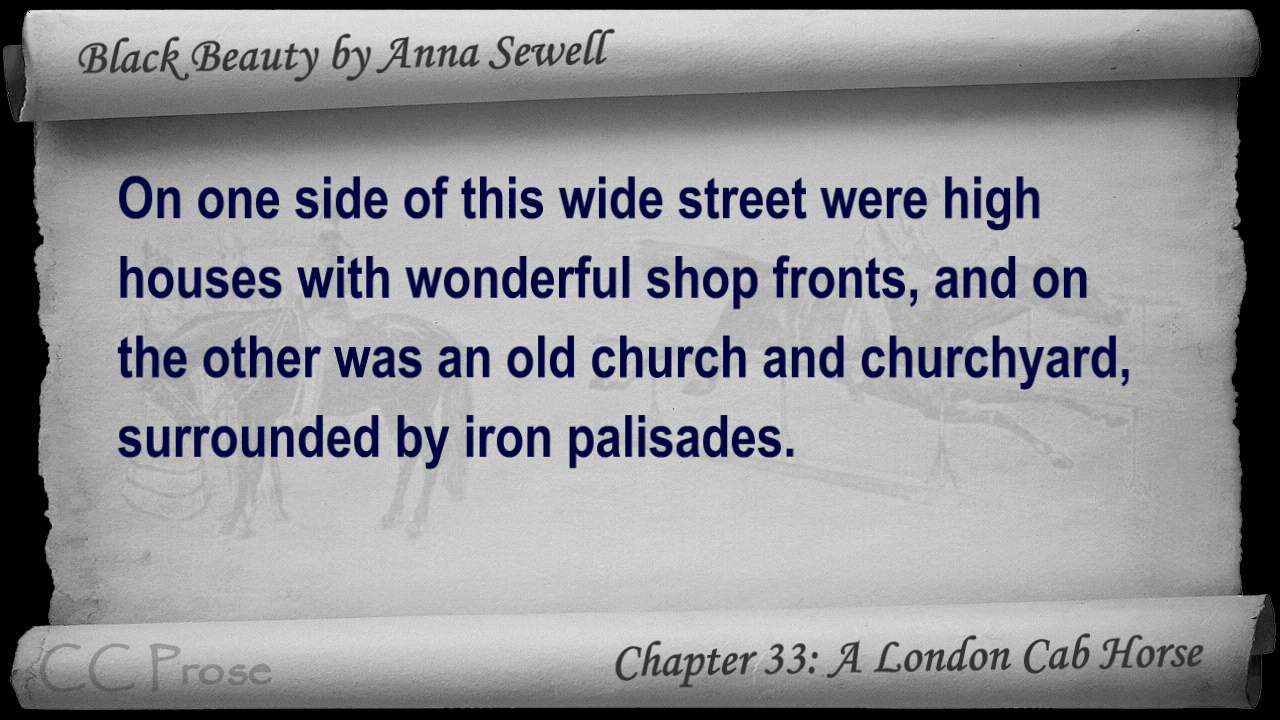 Black Beauty by Anna Sewell
On one side of this wide street were high
houses with wonderful shop fronts, and on
the other was an old church and churchyard,
surrounded by iron palisades.
CC Prose
Chapter 33: A London Cab Horse